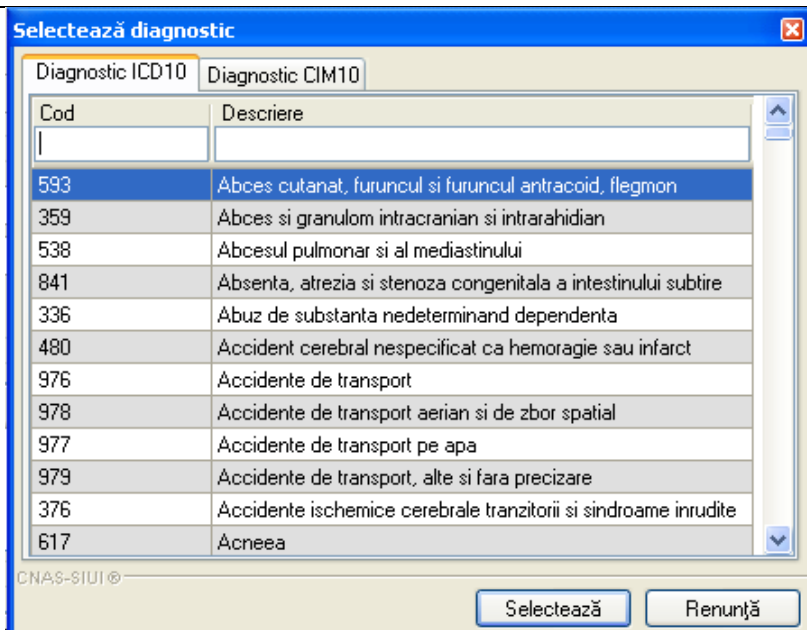 Selectează diagnostic
Diagnostic ICD10 Diagnostic CIM10
Cod Descriere
593 Abces cutanat, furuncul si furuncul antracoid, flegmon
359 Abces si granulom intracranian si intrarahidian
538 Abcesul pulmonar si al mediastinului
841 Absenta, atrezia si stenoza congenitala a intestinului subtire
336 Abuz de substanta nedeterminand dependenta
480 Accident cerebral nespecificat ca hemoragie sau infarct
976 Accidente de transport
978 Accidente de transport aerian si de zbor spatial
977 Accidente de transport pe apa
979 Accidente de transport, alte si fara precizare
376 Accidente ischemice cerebrale tranzitorii si sindroame inrudite
617 Acneea
CNAS-SIUI ®
Selectează Renunţă